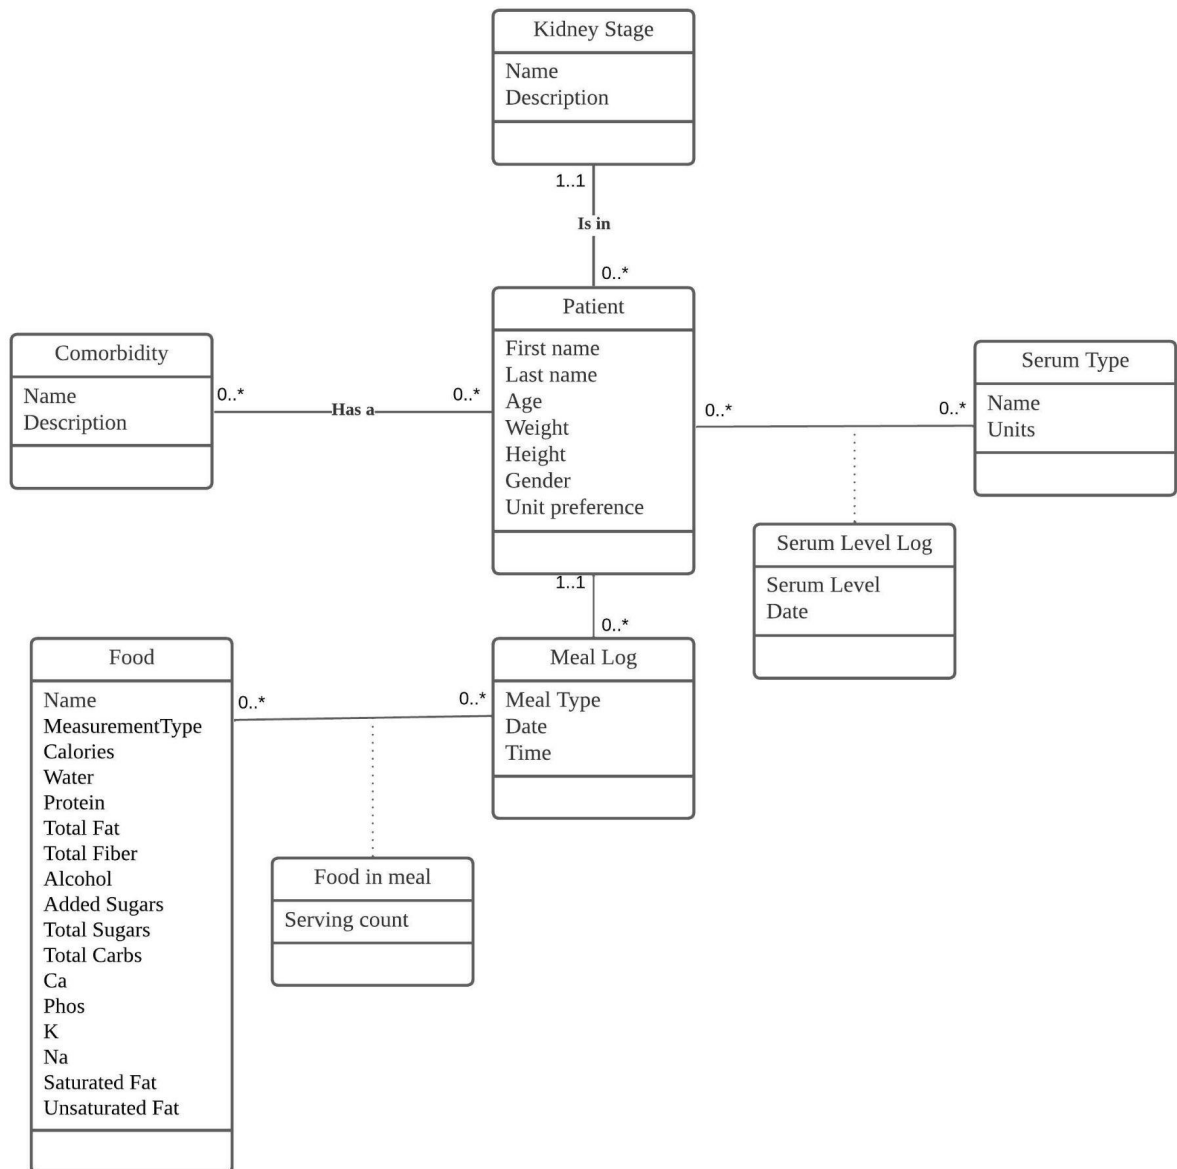 Kidney Stage
Name
Description
1..1
Is in
0..*
Patient
First name
Last name
Age
Weight
Height
Gender
Unit preference
Comorbidity
Name
Description
0..*
Has a
0..*
0..*
0..*
Serum Type
Name
Units
Serum Level Log
Serum Level
Date
1..1
0..*
Meal Log
Meal Type
Date
Time
Food
Name
MeasurementType
Calories
Water
Protein
Total Fat
Total Fiber
Alcohol
Added Sugars
Total Sugars
Total Carbs
Ca
Phos
K
Na
Saturated Fat
Unsaturated Fat
0..*
0..*
Food in meal
Serving count